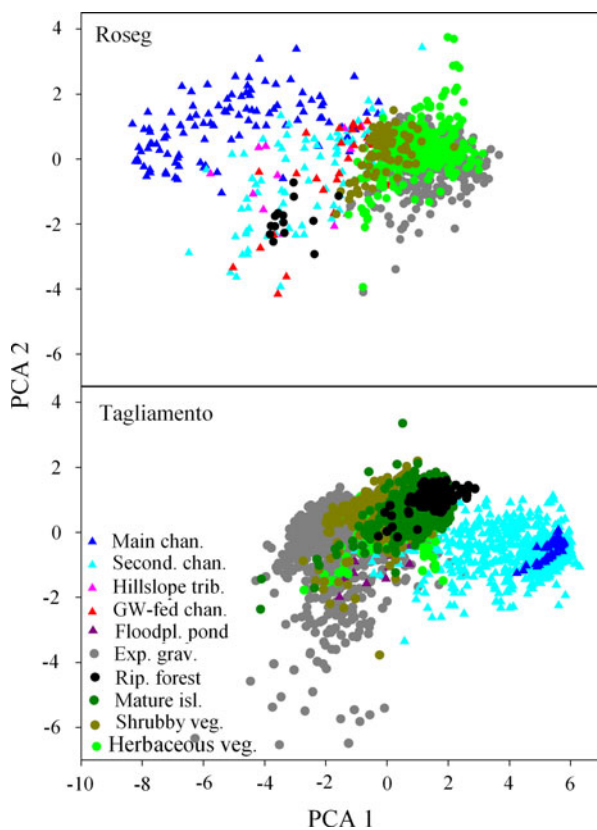 Roseg
4
2
0
-2
-4
-6
PCA 2
Tagliamento
4
2
0
-2
-4
-6
Main chan.
Second. chan.
Hillslope trib.
GW-fed chan.
Floodpl. pond
Exp. grav.
Rip. forest
Mature isl.
Shrubby veg.
Herbaceous veg.
-10 -8 -6 -4 -2 0 2 4 6
PCA 1